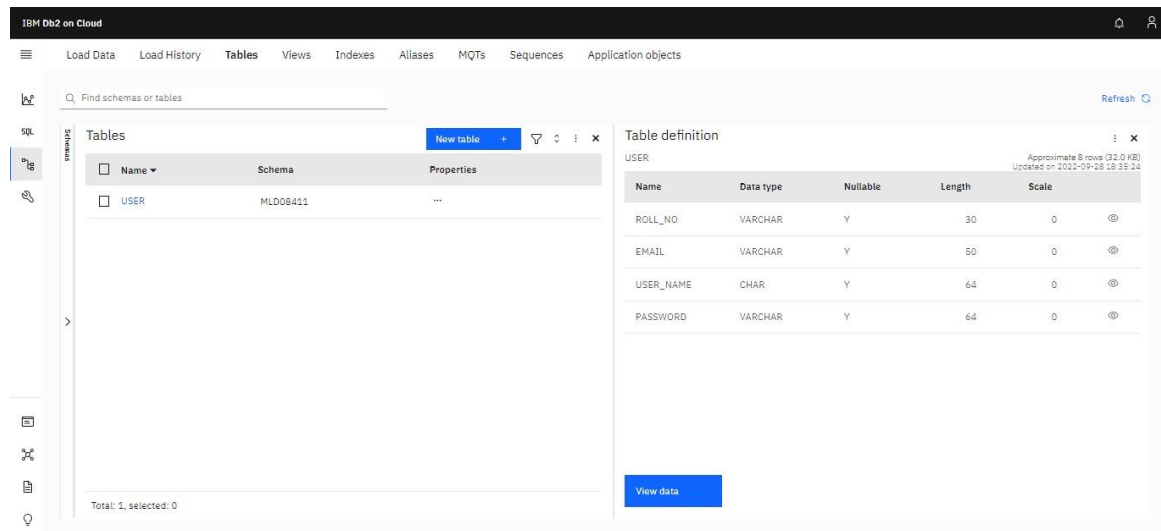 IBM Db2 on Cloud
Load Data Load History Tables Views Indexes Aliases MQTs Sequences Application objects
Find schemas or tables
Refresh
SQL
Schemas
Tables
New table +
Name Schema Properties
USER MLD08411 ...
Total: 1, selected: 0
Table definition
USER
Approximate 8 rows (32.0 KB)
Updated on 2022-09-28 18:35:24
Name Data type Nullable Length Scale
ROLL_NO VARCHAR Y 30 0
EMAIL VARCHAR Y 50 0
USER_NAME CHAR Y 64 0
PASSWORD VARCHAR Y 64 0
View data